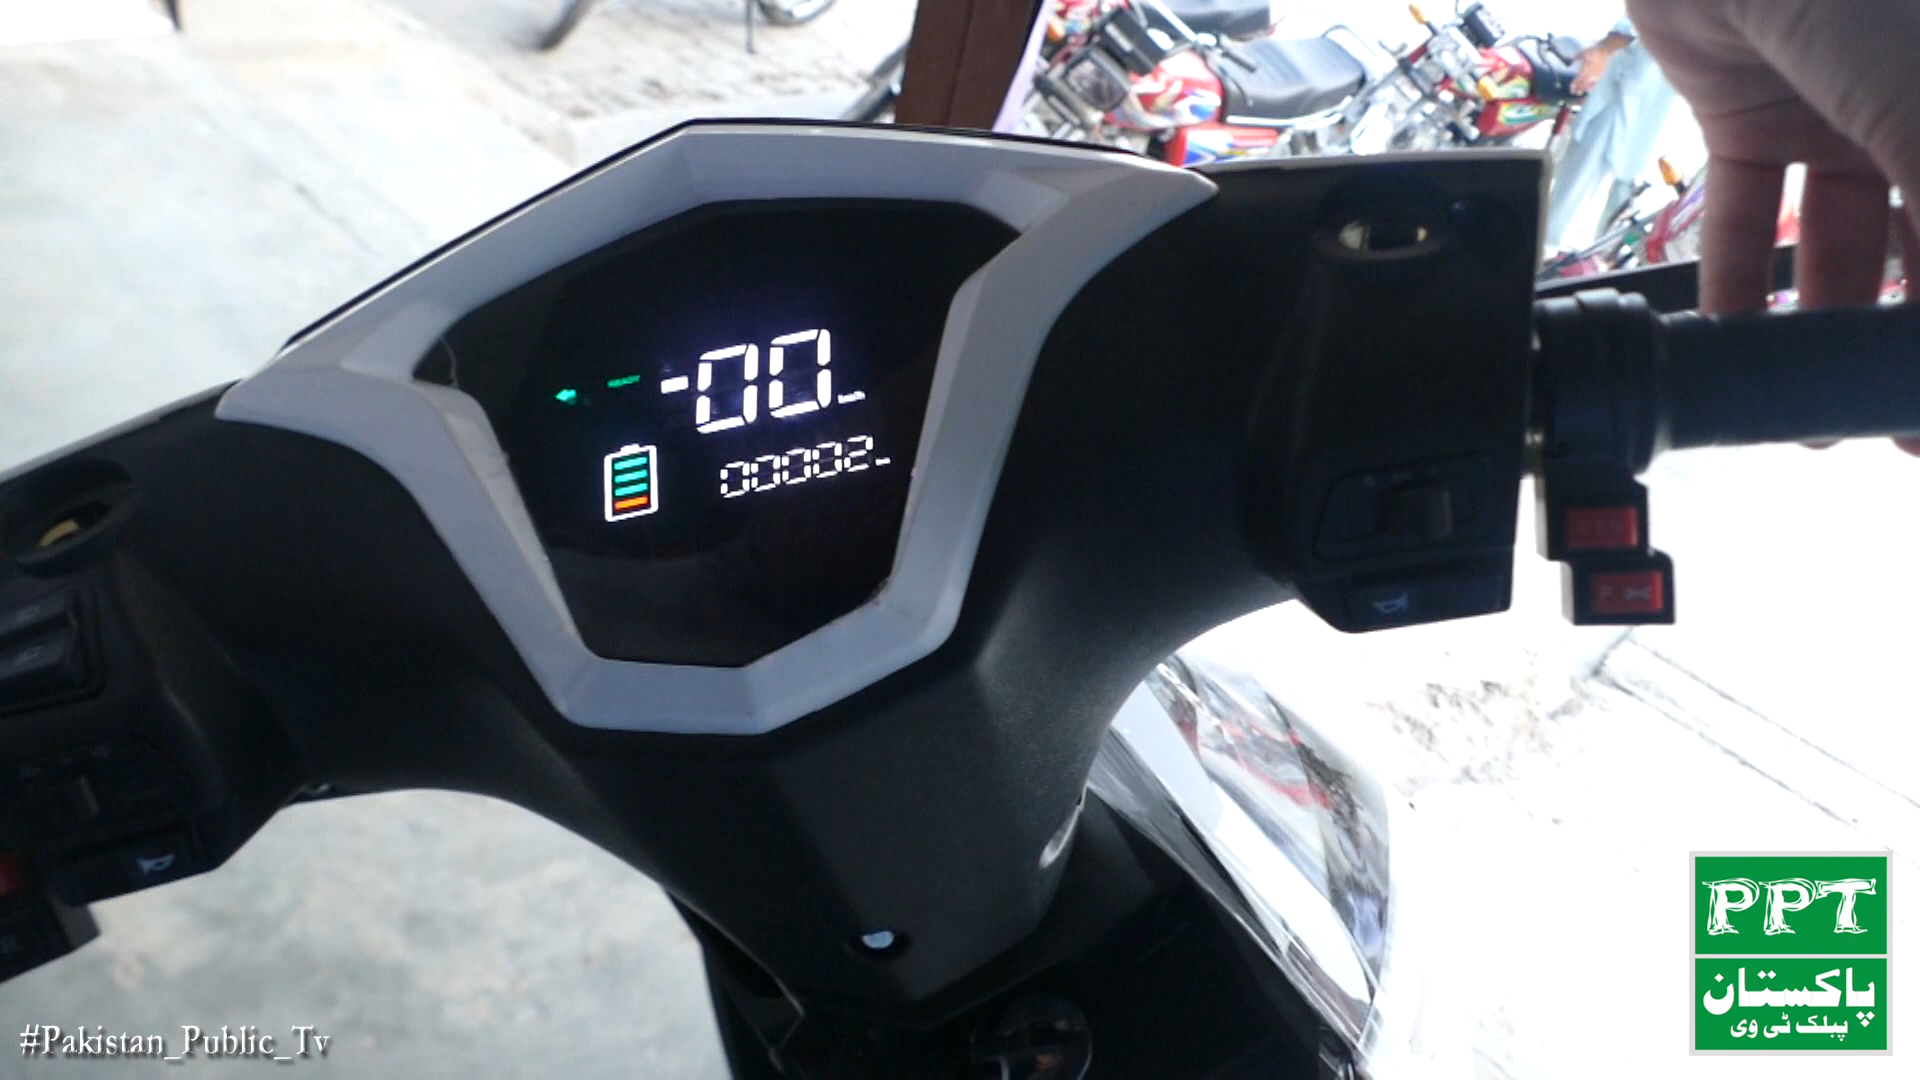 READY
-00
00002
P
#Pakistan_Public_Tv
PPT
پاکستان
پبلک ٹی وی